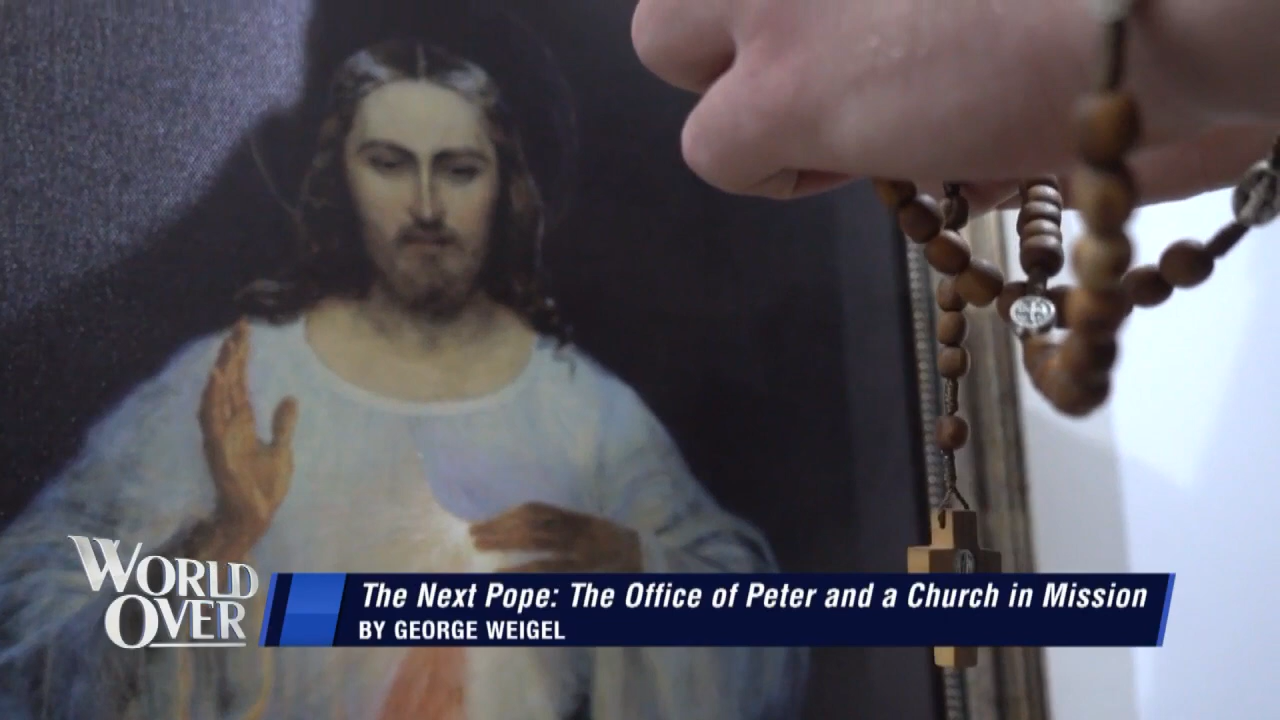 WORLD
OVER
The Next Pope: The Office of Peter and a Church in Mission
BY GEORGE WEIGEL